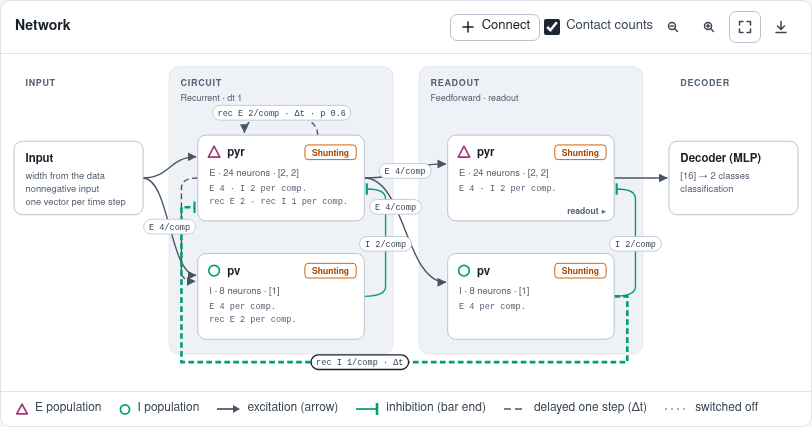 Network
Connect
Contact counts
INPUT
CIRCUIT
READOUT
DECODER
Recurrent · dt 1
Feedforward · readout
rec E 2/comp · Δt · p 0.6
Input
width from the data
nonnegative input
one vector per time step
pyr
Shunting
E · 24 neurons · [2, 2]
E 4 · I 2 per comp.
rec E 2 · rec I 1 per comp.
E 4/comp
E 4/comp
E 4/comp
I 2/comp
pyr
Shunting
E · 24 neurons · [2, 2]
E 4 · I 2 per comp.
readout ▸
Decoder (MLP)
[16] → 2 classes
classification
pv
Shunting
I · 8 neurons · [1]
E 4 per comp.
rec E 2 per comp.
pv
Shunting
I · 8 neurons · [1]
E 4 per comp.
I 2/comp
rec I 1/comp · Δt
E population
I population
excitation (arrow)
inhibition (bar end)
delayed one step (Δt)
switched off